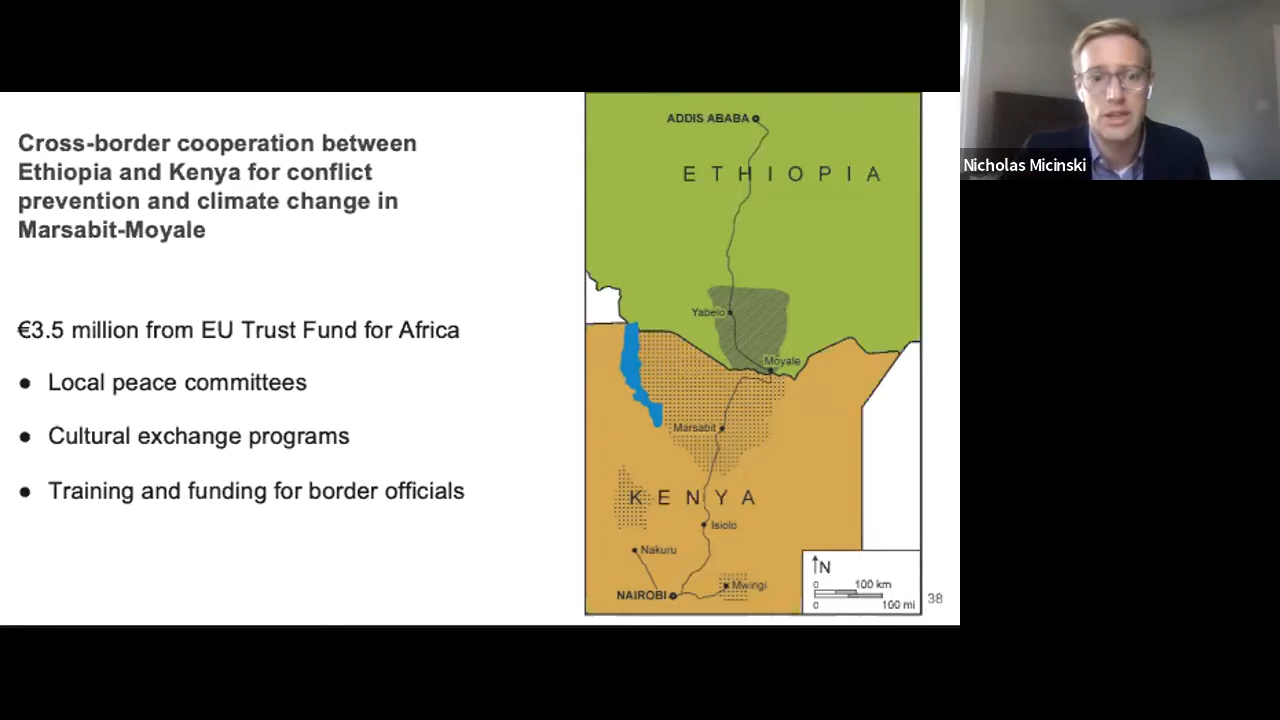 Cross-border cooperation between
Ethiopia and Kenya for conflict
prevention and climate change in
Marsabit-Moyale
€3.5 million from EU Trust Fund for Africa
● Local peace committees
● Cultural exchange programs
● Training and funding for border officials
ADDIS ABABA
ETHIOPIA
Yabelo
Moyale
Marsabit
KENYA
Isiolo
Nakuru
Mwingi
NAIROBI
N
0 100 km
0 100 mi
38
Nicholas Micinski